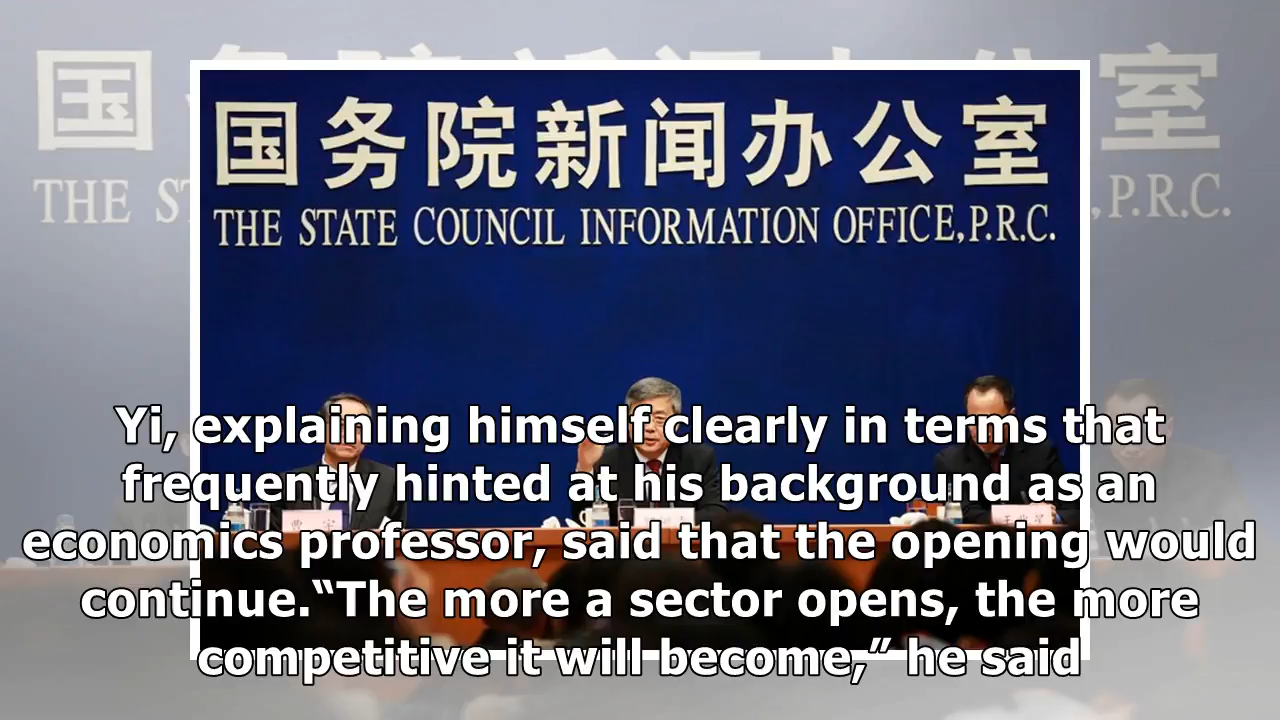 国务院新闻办公室
THE STATE COUNCIL INFORMATION OFFICE,P.R.C.
Yi, explaining himself clearly in terms that
frequently hinted at his background as an
economics professor, said that the opening would
continue.“The more a sector opens, the more
competitive it will become,” he said